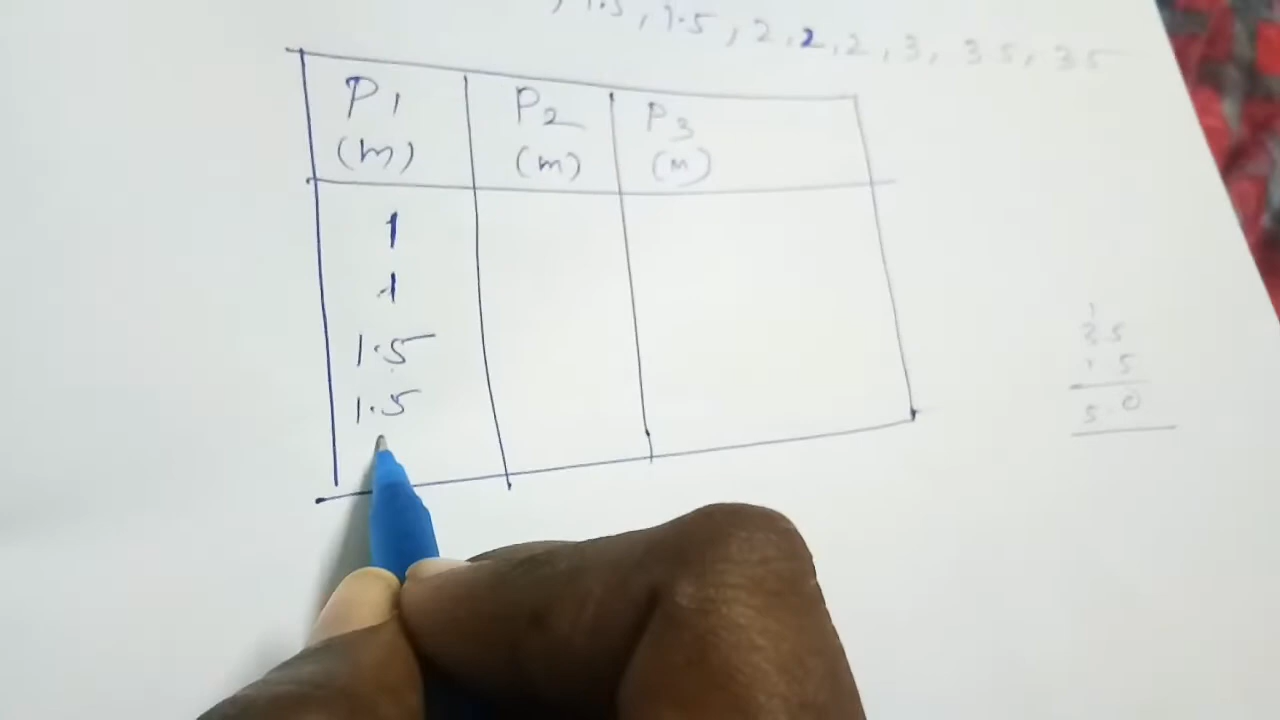 1.5, 1.5, 2, 2, 2, 3, 3.5, 3.5
P1 P2 P3
(m) (m) (m)
1
1
1.5
1.5
1
3.5
1.5
5.0